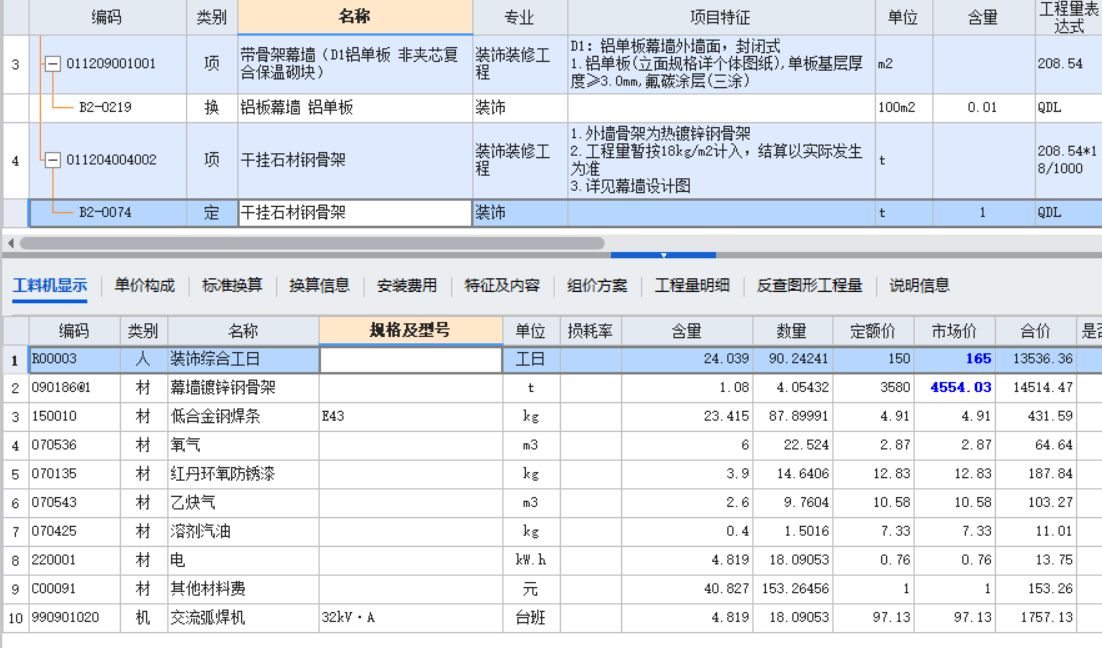 编码 类别 名称 专业 项目特征 单位 含量 工程量表达式
3 011209001001 项 带骨架幕墙（D1铝单板 非夹芯复合保温砌块） 装饰装修工程 D1: 铝单板幕墙外墙面，封闭式 m2 208.54
1.铝单板(立面规格详个体图纸),单板基层厚度≥3.0mm,氟碳涂层(三涂)
B2-0219 换 铝板幕墙 铝单板 装饰 100m2 0.01 QDL
4 011204004002 项 干挂石材钢骨架 装饰装修工程 1.外墙骨架为热镀锌钢骨架 t 208.54*18/1000
2.工程量暂按18kg/m2计入，结算以实际发生为准
3.详见幕墙设计图
B2-0074 定 干挂石材钢骨架 装饰 t 1 QDL
工料机显示 单价构成 标准换算 换算信息 安装费用 特征及内容 组价方案 工程量明细 反查图形工程量 说明信息
编码 类别 名称 规格及型号 单位 损耗率 含量 数量 定额价 市场价 合价
1 R00003 人 装饰综合工日 工日 24.039 90.24241 150 165 13536.36
2 090186@1 材 幕墙镀锌钢骨架 t 1.08 4.05432 3580 4554.03 14514.47
3 150010 材 低合金钢焊条 E43 kg 23.415 87.89991 4.91 4.91 431.59
4 070536 材 氧气 m3 6 22.524 2.87 2.87 64.64
5 070135 材 红丹环氧防锈漆 kg 3.9 14.6406 12.83 12.83 187.84
6 070543 材 乙炔气 m3 2.6 9.7604 10.58 10.58 103.27
7 070425 材 溶剂汽油 kg 0.4 1.5016 7.33 7.33 11.01
8 220001 材 电 kW.h 4.819 18.09053 0.76 0.76 13.75
9 C00091 材 其他材料费 元 40.827 153.26456 1 1 153.26
10 990901020 机 交流弧焊机 32kV·A 台班 4.819 18.09053 97.13 97.13 1757.13